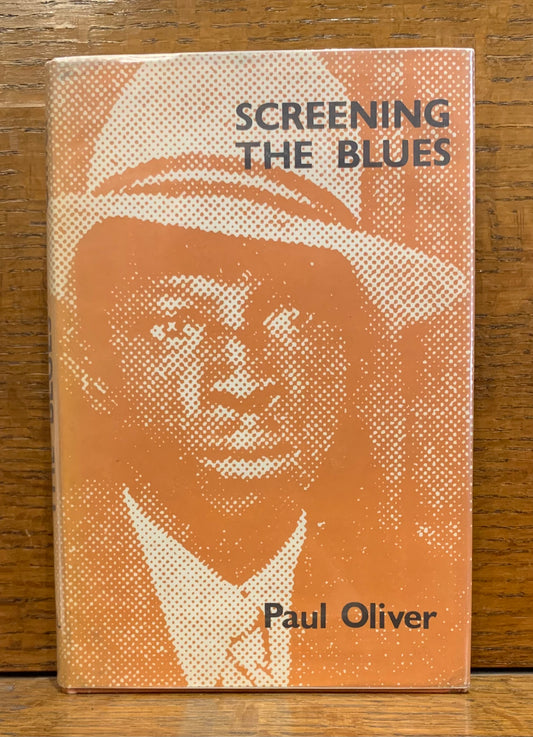 SCREENING
THE BLUES
Paul Oliver